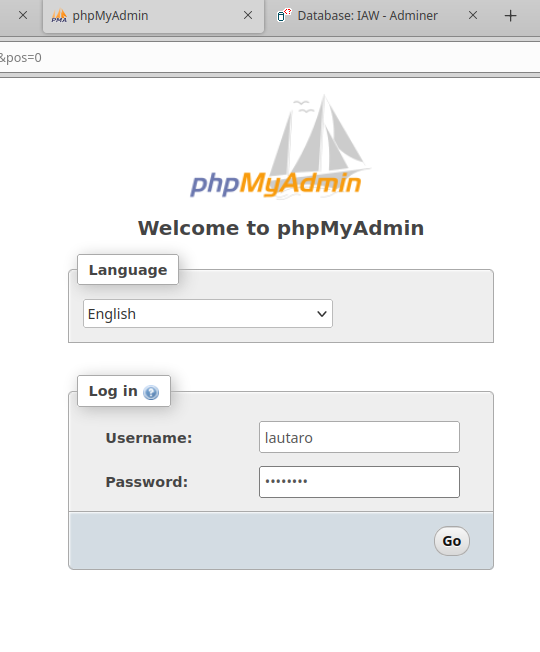 phpMyAdmin
Database: IAW - Adminer
&pos=0
phpMyAdmin
Welcome to phpMyAdmin
Language
English
Log in
Username:
lautaro
Password:
••••••••
Go